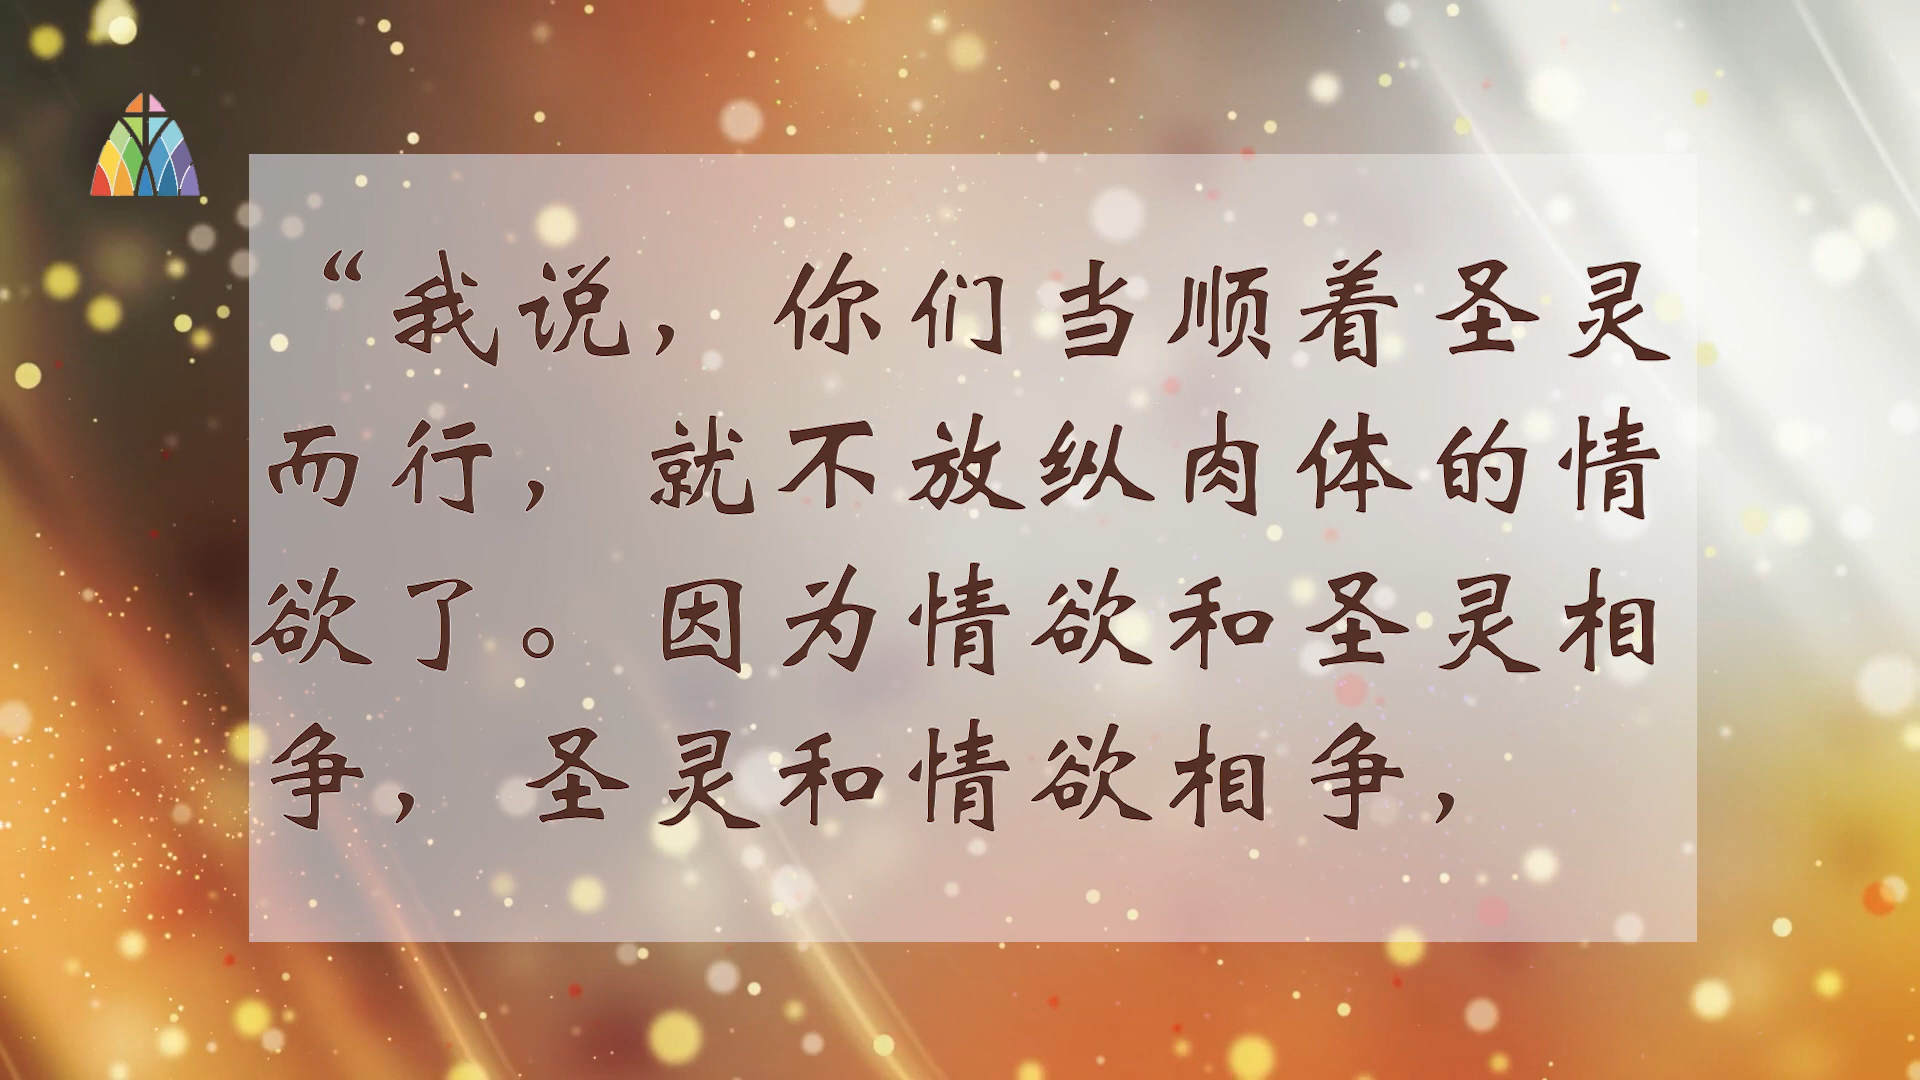 “我说，你们当顺着圣灵
而行，就不放纵肉体的情
欲了。因为情欲和圣灵相
争，圣灵和情欲相争，